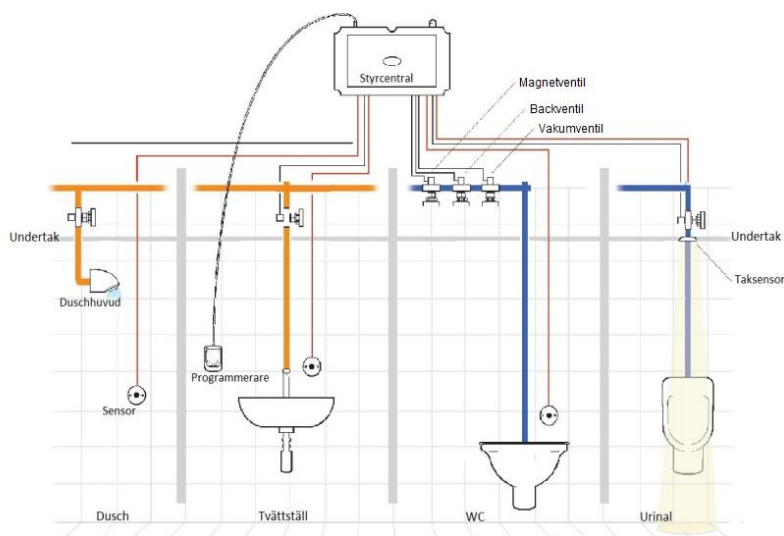 Styrcentral
Magnetventil
Backventil
Vakumventil
Undertak
Undertak
Duschhuvud
Taksensor
Programmerare
Sensor
Dusch
Tvättställ
WC
Urinal